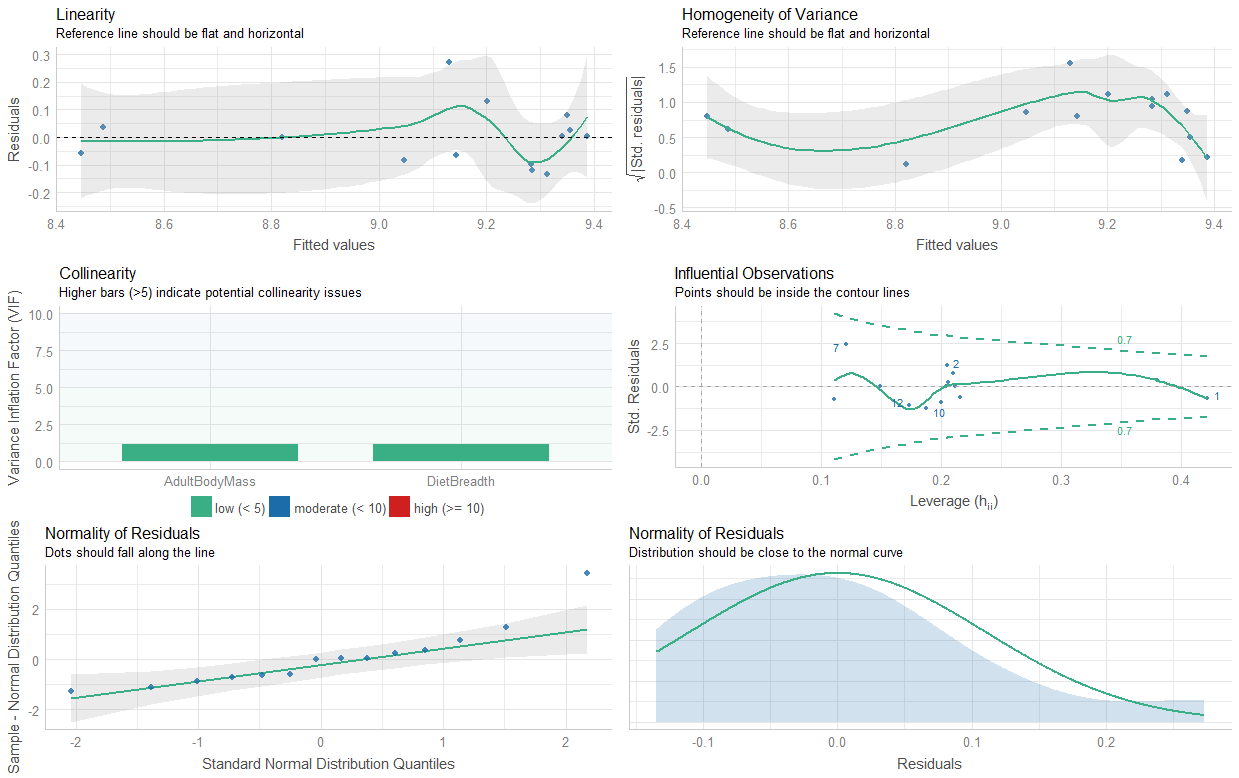 Linearity
Reference line should be flat and horizontal
Residuals
0.3
0.2
0.1
0.0
-0.1
-0.2
8.4 8.6 8.8 9.0 9.2 9.4
Fitted values
Homogeneity of Variance
Reference line should be flat and horizontal
√|Std. residuals|
1.5
1.0
0.5
0.0
-0.5
8.4 8.6 8.8 9.0 9.2 9.4
Fitted values
Collinearity
Higher bars (>5) indicate potential collinearity issues
Variance Inflation Factor (VIF)
10.0
7.5
5.0
2.5
0.0
AdultBodyMass DietBreadth
low (< 5) moderate (< 10) high (>= 10)
Influential Observations
Points should be inside the contour lines
Std. Residuals
2.5
0.0
-2.5
0.7
7
2
12
10
1
0.7
0.0 0.1 0.2 0.3 0.4
Leverage (hii)
Normality of Residuals
Dots should fall along the line
Sample - Normal Distribution Quantiles
2
0
-2
-2 -1 0 1 2
Standard Normal Distribution Quantiles
Normality of Residuals
Distribution should be close to the normal curve
-0.1 0.0 0.1 0.2
Residuals